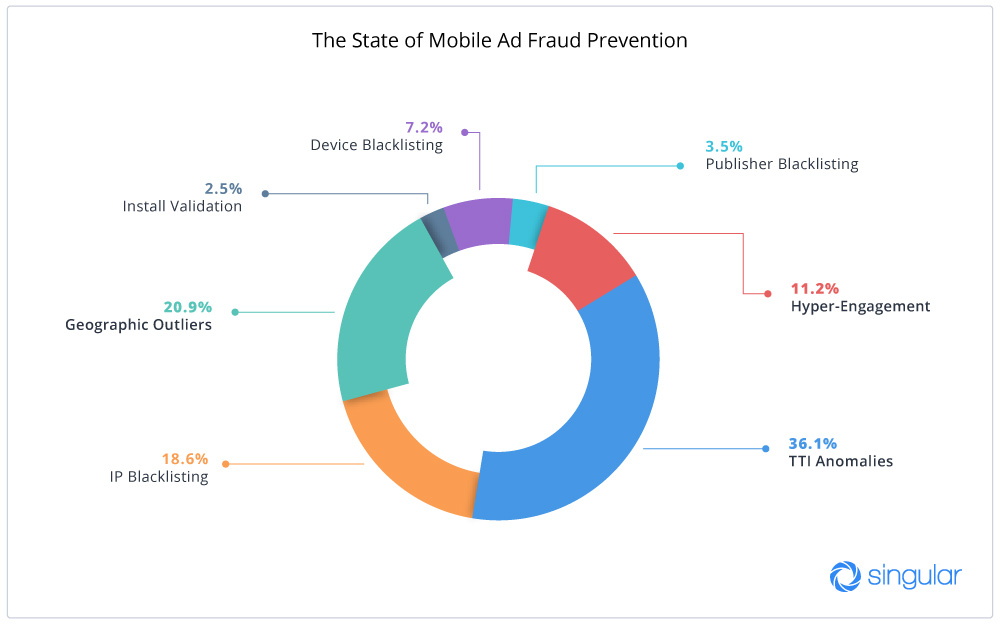 The State of Mobile Ad Fraud Prevention
7.2%
Device Blacklisting
3.5%
Publisher Blacklisting
2.5%
Install Validation
11.2%
Hyper-Engagement
20.9%
Geographic Outliers
36.1%
TTI Anomalies
18.6%
IP Blacklisting
singular